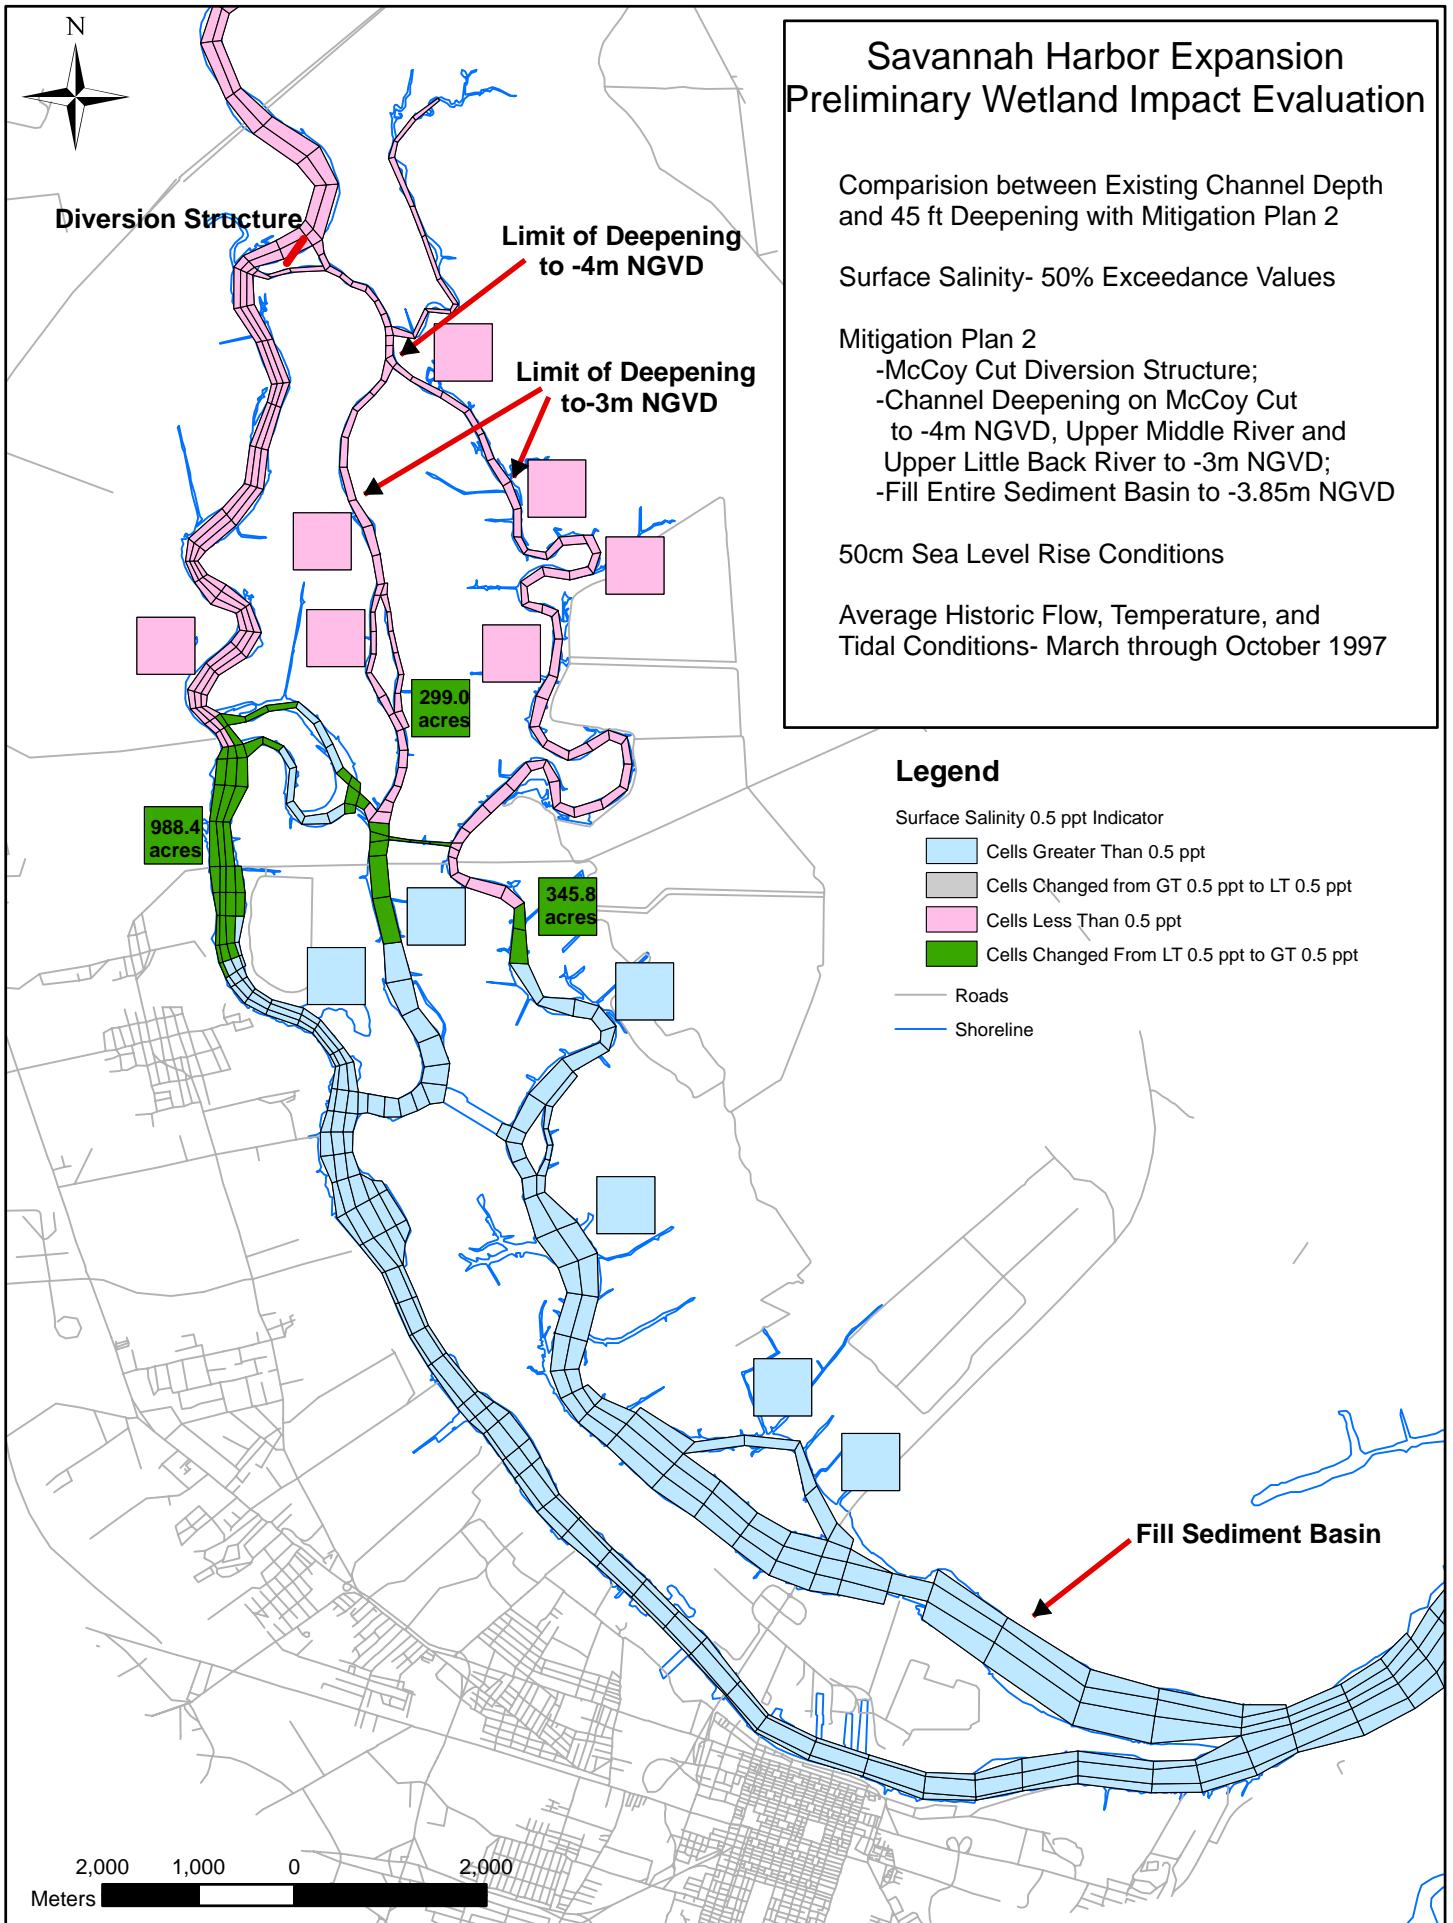 N
Savannah Harbor Expansion
Preliminary Wetland Impact Evaluation
Comparision between Existing Channel Depth
and 45 ft Deepening with Mitigation Plan 2
Surface Salinity- 50% Exceedance Values
Mitigation Plan 2
-McCoy Cut Diversion Structure;
-Channel Deepening on McCoy Cut
to -4m NGVD, Upper Middle River and
Upper Little Back River to -3m NGVD;
-Fill Entire Sediment Basin to -3.85m NGVD
50cm Sea Level Rise Conditions
Average Historic Flow, Temperature, and
Tidal Conditions- March through October 1997
Diversion Structure
Limit of Deepening
to -4m NGVD
Limit of Deepening
to-3m NGVD
299.0
acres
988.4
acres
345.8
acres
Legend
Surface Salinity 0.5 ppt Indicator
Cells Greater Than 0.5 ppt
Cells Changed from GT 0.5 ppt to LT 0.5 ppt
Cells Less Than 0.5 ppt
Cells Changed From LT 0.5 ppt to GT 0.5 ppt
Roads
Shoreline
Fill Sediment Basin
2,000 1,000 0 2,000
Meters